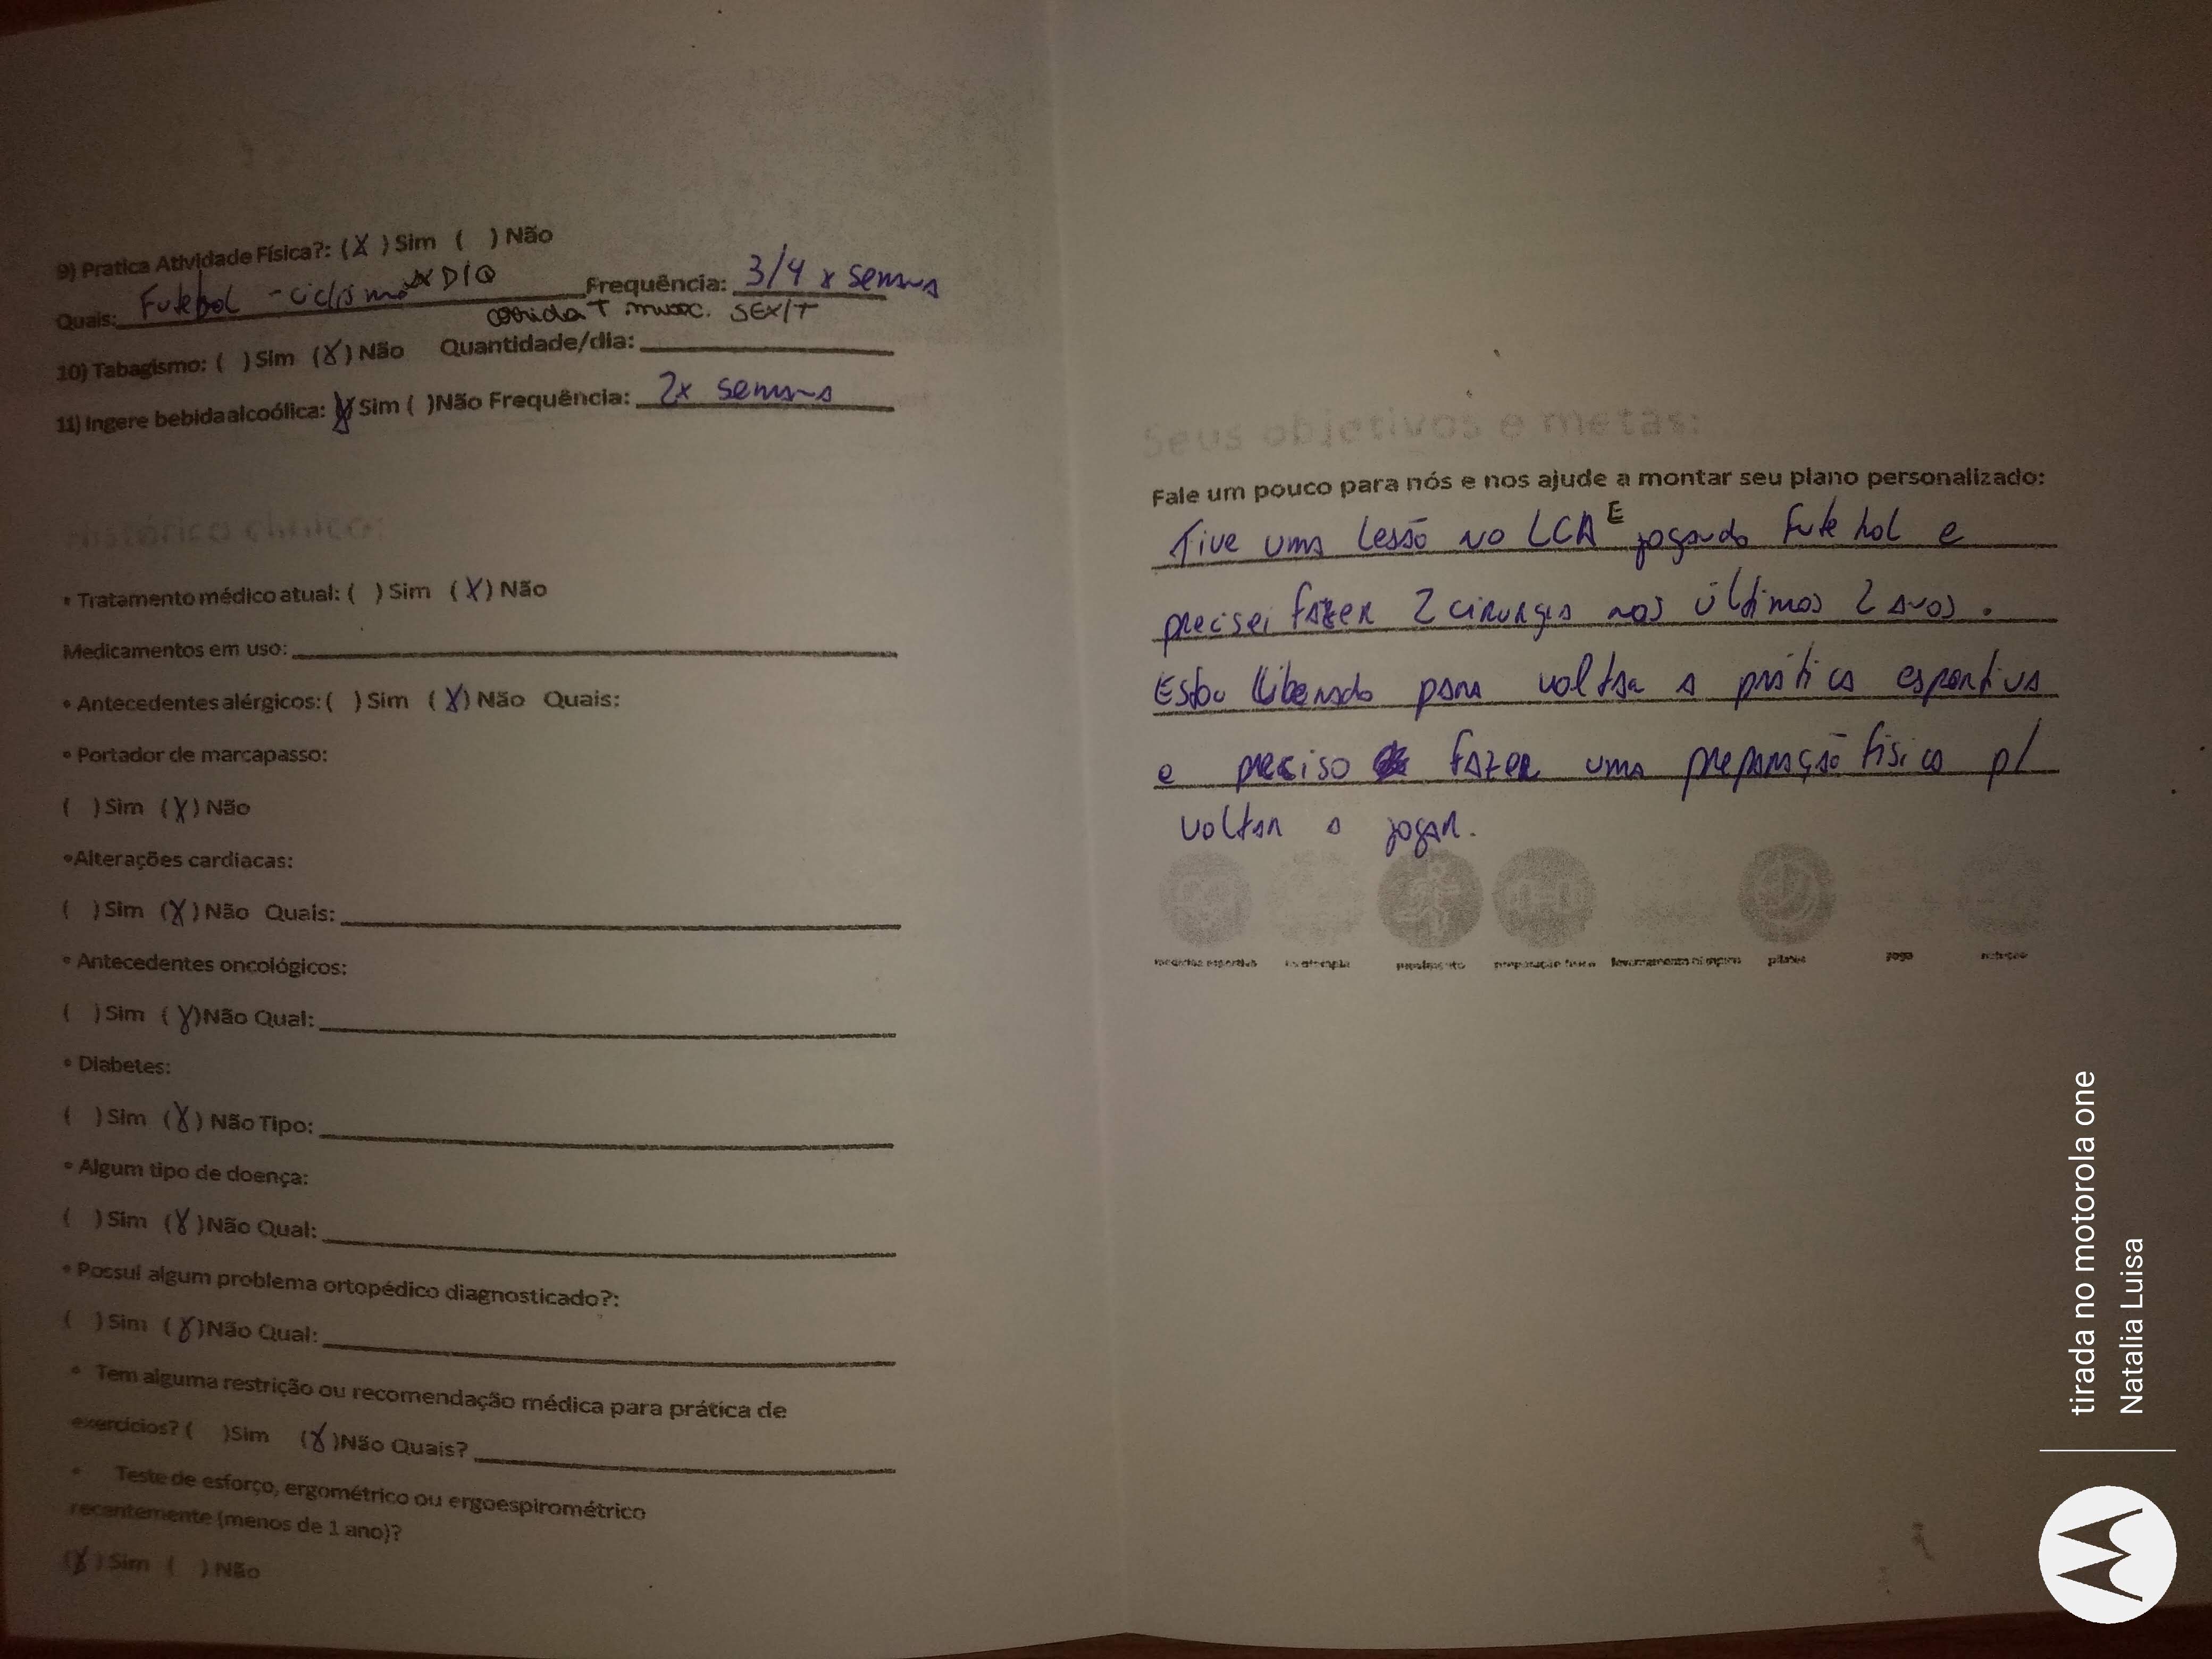 9) Pratica Atividade Física?: (X) Sim ( ) Não
Quais: Futebol - ciclismo Frequência: 3/4 x semana
corrida + musc. SEX/T
10) Tabagismo: ( ) Sim (X) Não Quantidade/dia:
11) Ingere bebida alcoólica: (X) Sim ( ) Não Frequência: 2x semana
Histórico clínico:
• Tratamento médico atual: ( ) Sim (X) Não
Medicamentos em uso:
• Antecedentes alérgicos: ( ) Sim (X) Não Quais:
• Portador de marcapasso:
( ) Sim (X) Não
• Alterações cardíacas:
( ) Sim (X) Não Quais:
• Antecedentes oncológicos:
( ) Sim (X) Não Qual:
• Diabetes:
( ) Sim (X) Não Tipo:
• Algum tipo de doença:
( ) Sim (X) Não Qual:
• Possui algum problema ortopédico diagnosticado?:
( ) Sim (X) Não Qual:
• Tem alguma restrição ou recomendação médica para prática de
exercícios? ( ) Sim (X) Não Quais?
• Teste de esforço, ergométrico ou ergoespirométrico
recentemente (menos de 1 ano)?
(X) Sim ( ) Não
Seus objetivos e metas:
Fale um pouco para nós e nos ajude a montar seu plano personalizado:
Tive uma lesão no LCA E jogando futebol e
precisei fazer 2 cirurgia nos últimos 2 anos.
Estou liberado para voltar a prática esportiva
e preciso fazer uma preparação física p/
voltar a jogar.
medicina esportiva fisioterapia movimento preparação física levantamento olímpico pilates yoga nutrição
tirada no motorola one
Natalia Luisa